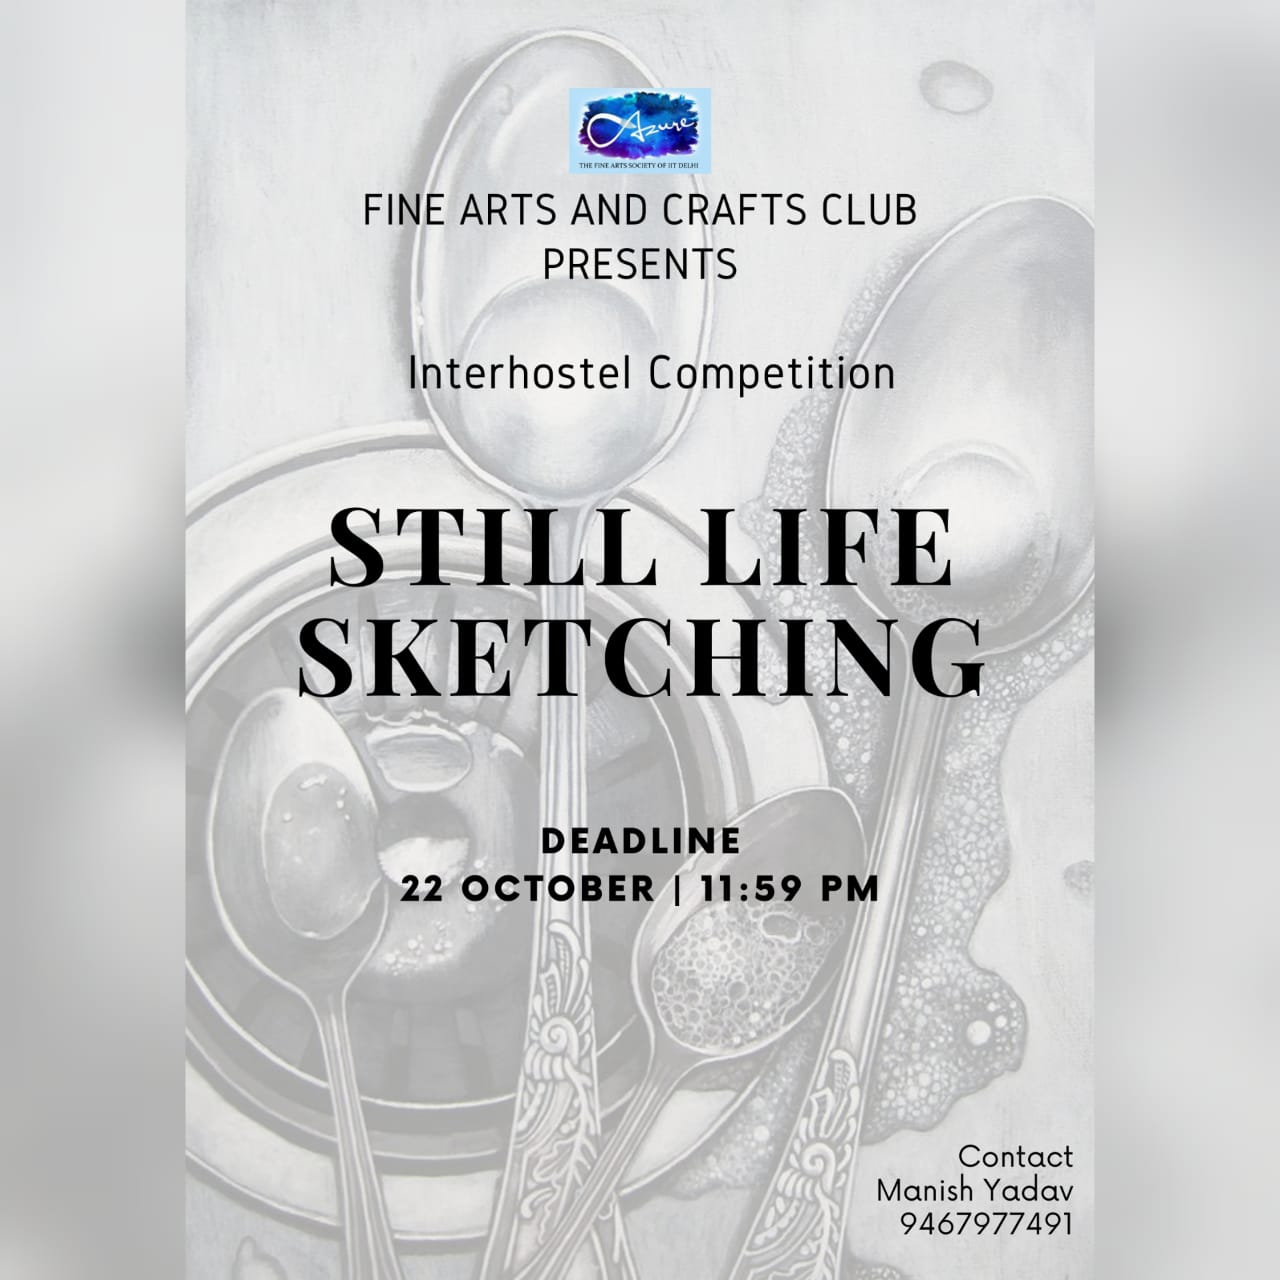 Azure
THE FINE ARTS SOCIETY OF IIT DELHI
FINE ARTS AND CRAFTS CLUB
PRESENTS
Interhostel Competition
STILL LIFE
SKETCHING
DEADLINE
22 OCTOBER | 11:59 PM
Contact
Manish Yadav
9467977491